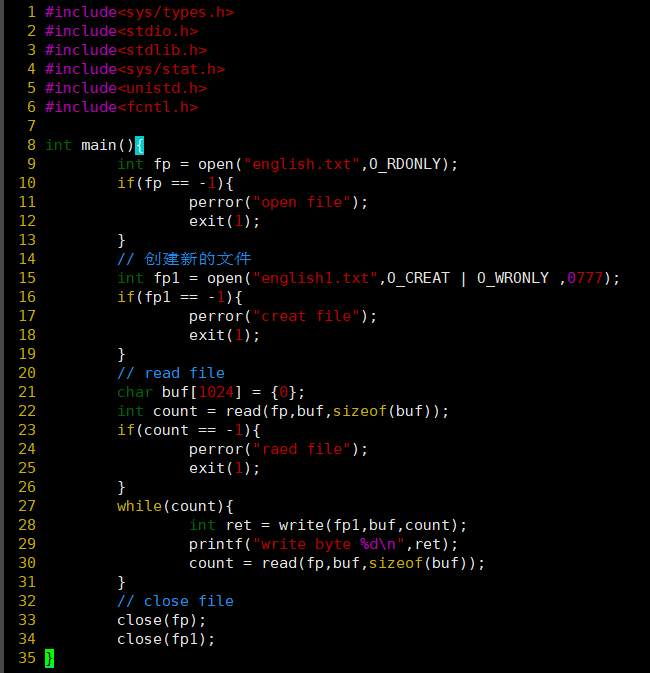 1 #include<sys/types.h>
2 #include<stdio.h>
3 #include<stdlib.h>
4 #include<sys/stat.h>
5 #include<unistd.h>
6 #include<fcntl.h>
7
8 int main(){
9         int fp = open("english.txt",O_RDONLY);
10         if(fp == -1){
11                 perror("open file");
12                 exit(1);
13         }
14         // 创建新的文件
15         int fp1 = open("english1.txt",O_CREAT | O_WRONLY ,0777);
16         if(fp1 == -1){
17                 perror("creat file");
18                 exit(1);
19         }
20         // read file
21         char buf[1024] = {0};
22         int count = read(fp,buf,sizeof(buf));
23         if(count == -1){
24                 perror("raed file");
25                 exit(1);
26         }
27         while(count){
28                 int ret = write(fp1,buf,count);
29                 printf("write byte %d\n",ret);
30                 count = read(fp,buf,sizeof(buf));
31         }
32         // close file
33         close(fp);
34         close(fp1);
35 }